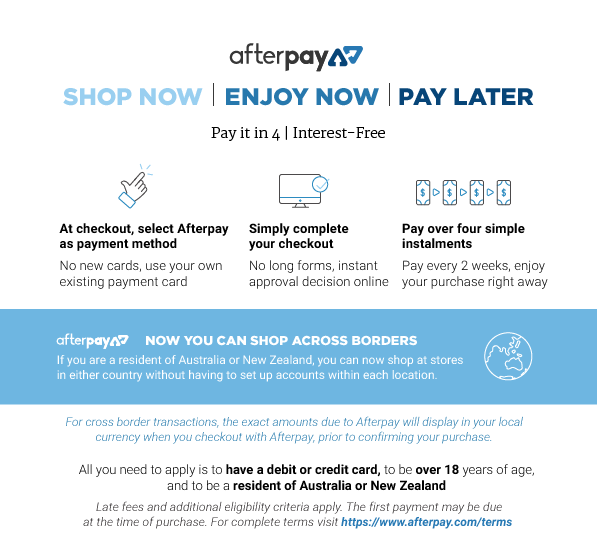 afterpay
SHOP NOW | ENJOY NOW | PAY LATER
Pay it in 4 | Interest-Free
$ $ $ $
At checkout, select Afterpay
as payment method
No new cards, use your own
existing payment card
Simply complete
your checkout
No long forms, instant
approval decision online
Pay over four simple
instalments
Pay every 2 weeks, enjoy
your purchase right away
afterpay NOW YOU CAN SHOP ACROSS BORDERS
If you are a resident of Australia or New Zealand, you can now shop at stores
in either country without having to set up accounts within each location.
For cross border transactions, the exact amounts due to Afterpay will display in your local
currency when you checkout with Afterpay, prior to confirming your purchase.
All you need to apply is to have a debit or credit card, to be over 18 years of age,
and to be a resident of Australia or New Zealand
Late fees and additional eligibility criteria apply. The first payment may be due
at the time of purchase. For complete terms visit https://www.afterpay.com/terms